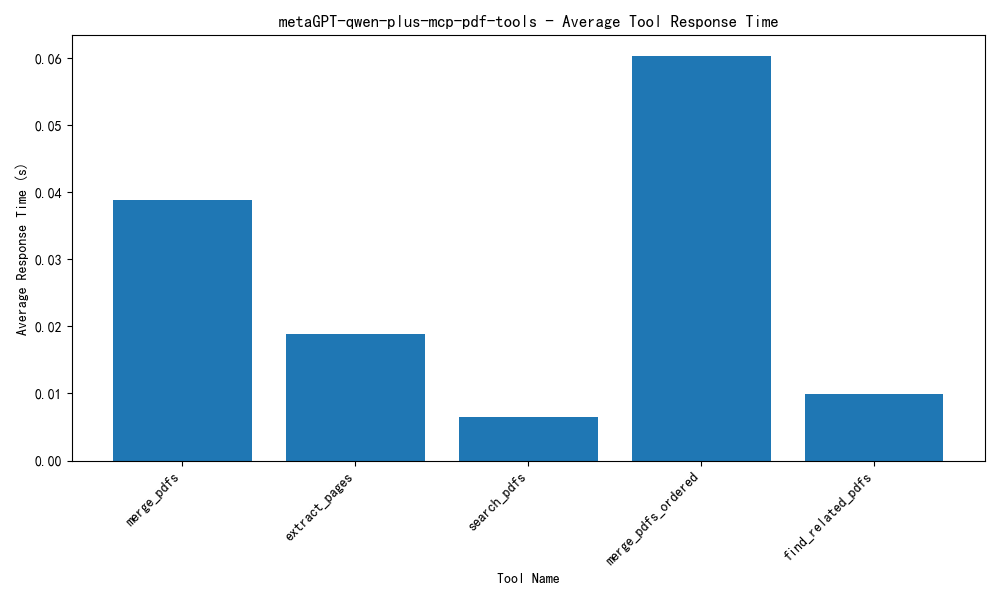 metaGPT-qwen-plus-mcp-pdf-tools - Average Tool Response Time
Average Response Time (s)
0.06
0.05
0.04
0.03
0.02
0.01
0.00
merge_pdfs
extract_pages
search_pdfs
merge_pdfs_ordered
find_related_pdfs
Tool Name